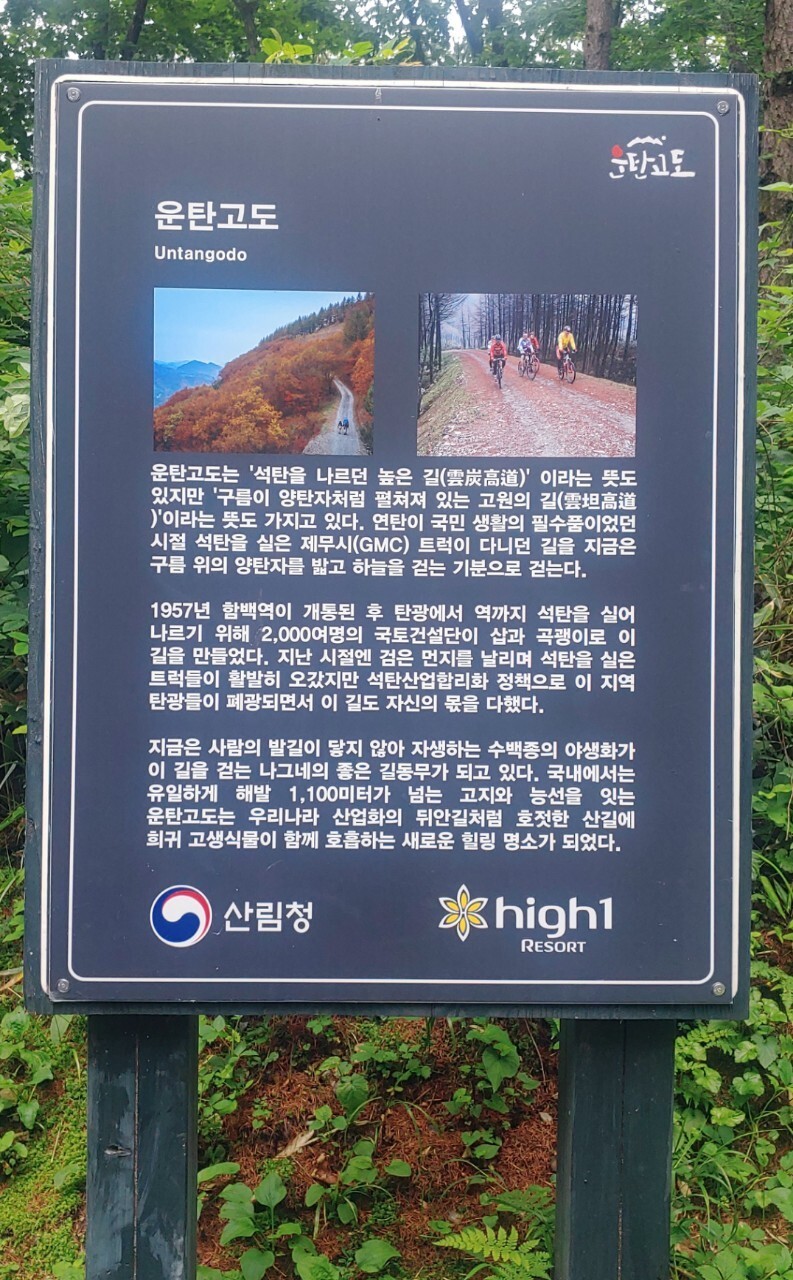 운탄고도
운탄고도
Untangodo
운탄고도는 '석탄을 나르던 높은 길(雲炭高道)' 이라는 뜻도
있지만 '구름이 양탄자처럼 펼쳐져 있는 고원의 길(雲坦高道
)'이라는 뜻도 가지고 있다. 연탄이 국민 생활의 필수품이었던
시절 석탄을 실은 제무시(GMC) 트럭이 다니던 길을 지금은
구름 위의 양탄자를 밟고 하늘을 걷는 기분으로 걷는다.
1957년 함백역이 개통된 후 탄광에서 역까지 석탄을 실어
나르기 위해 2,000여명의 국토건설단이 삽과 곡괭이로 이
길을 만들었다. 지난 시절엔 검은 먼지를 날리며 석탄을 실은
트럭들이 활발히 오갔지만 석탄산업합리화 정책으로 이 지역
탄광들이 폐광되면서 이 길도 자신의 몫을 다했다.
지금은 사람의 발길이 닿지 않아 자생하는 수백종의 야생화가
이 길을 걷는 나그네의 좋은 길동무가 되고 있다. 국내에서는
유일하게 해발 1,100미터가 넘는 고지와 능선을 잇는
운탄고도는 우리나라 산업화의 뒤안길처럼 호젓한 산길에
희귀 고생식물이 함께 호흡하는 새로운 힐링 명소가 되었다.
산림청
high1
RESORT